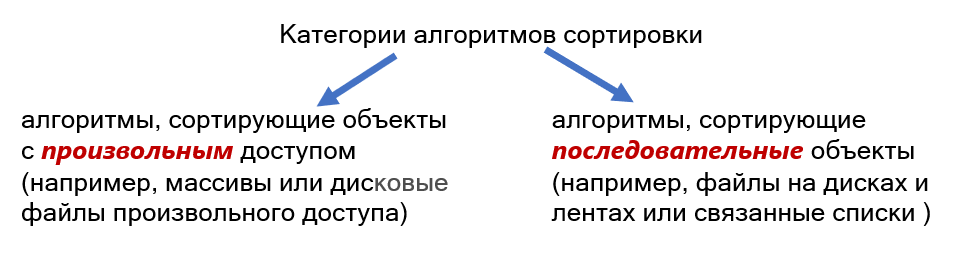 Категории алгоритмов сортировки
алгоритмы, сортирующие объекты
с произвольным доступом
(например, массивы или дисковые
файлы произвольного доступа)
алгоритмы, сортирующие
последовательные объекты
(например, файлы на дисках и
лентах или связанные списки )